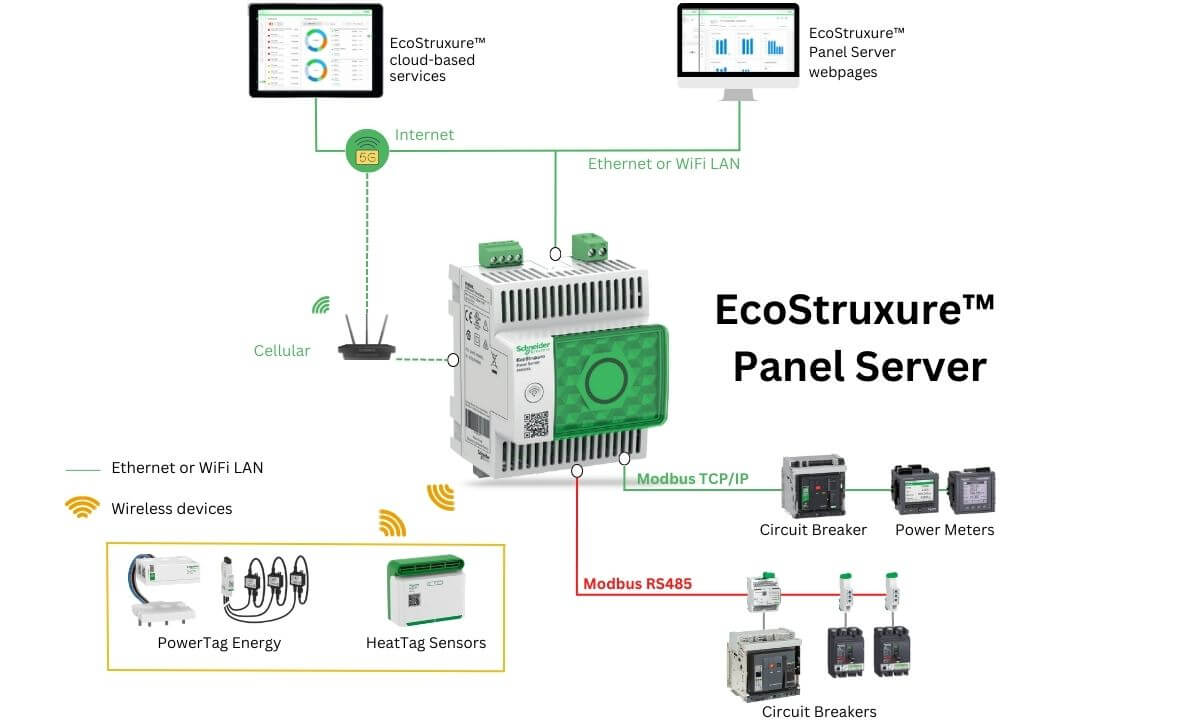 EcoStruxure™
cloud-based
services
EcoStruxure™
Panel Server
webpages
Internet
5G
Ethernet or WiFi LAN
EcoStruxure™
Panel Server
Schneider
Electric
EcoStruxure
Panel Server
Cellular
Ethernet or WiFi LAN
Wireless devices
Modbus TCP/IP
Circuit Breaker
Power Meters
Modbus RS485
PowerTag Energy
HeatTag Sensors
Circuit Breakers